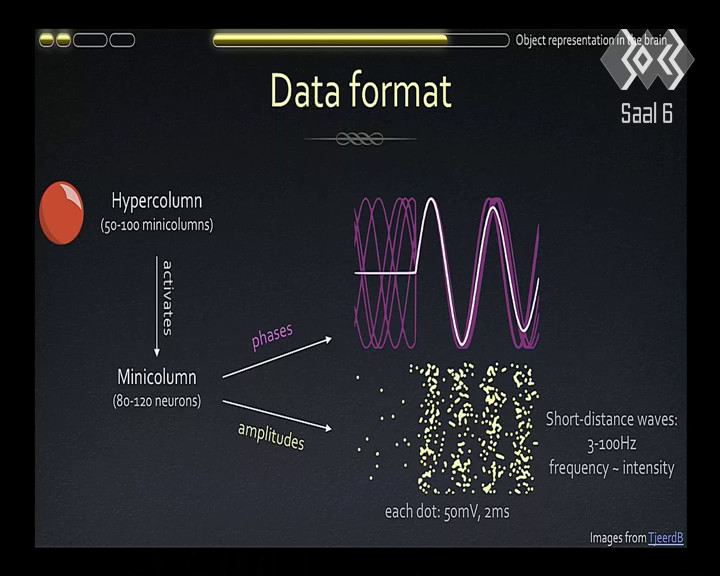 Object representation in the brain
Saal 6
Data format
Hypercolumn
(50-100 minicolumns)
activates
phases
Minicolumn
(80-120 neurons)
amplitudes
Short-distance waves:
3-100Hz
frequency ~ intensity
each dot: 50mV, 2ms
Images from TjeerdB